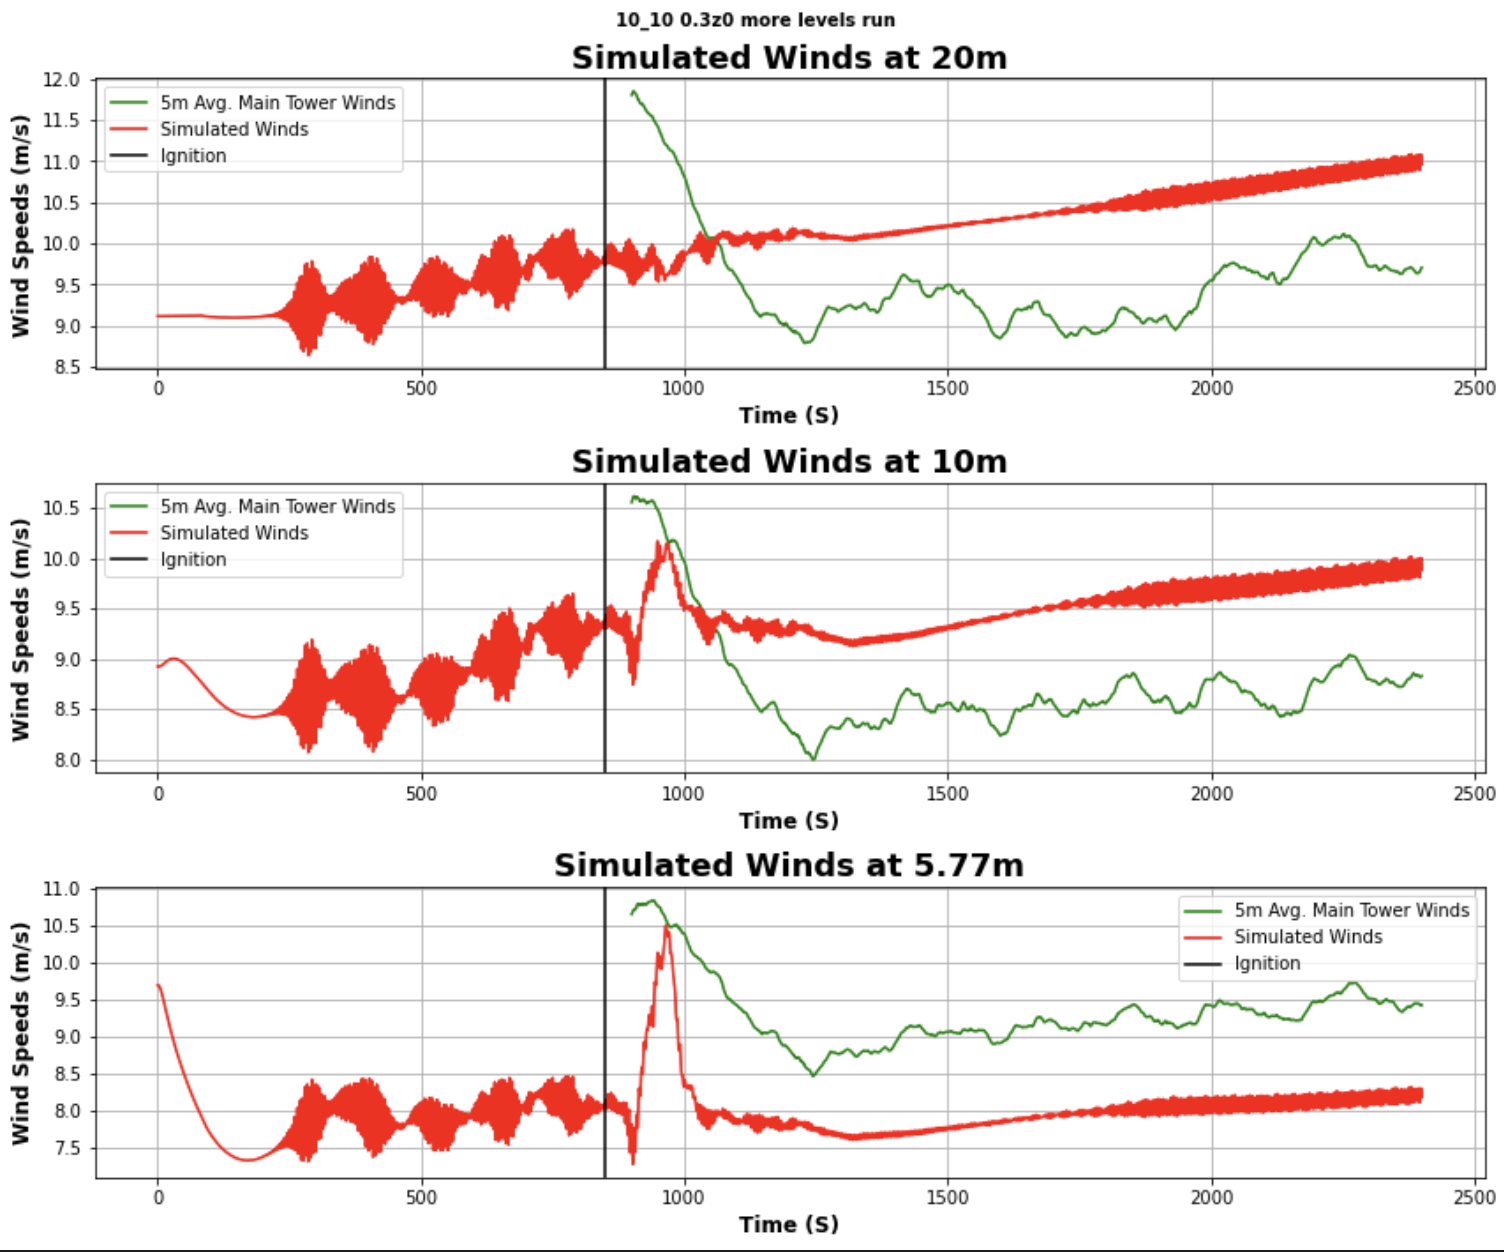 10_10 0.3z0 more levels run
Simulated Winds at 20m
12.0
11.5
11.0
10.5
10.0
9.5
9.0
8.5
Wind Speeds (m/s)
5m Avg. Main Tower Winds
Simulated Winds
Ignition
0 500 1000 1500 2000 2500
Time (S)
Simulated Winds at 10m
10.5
10.0
9.5
9.0
8.5
8.0
Wind Speeds (m/s)
5m Avg. Main Tower Winds
Simulated Winds
Ignition
0 500 1000 1500 2000 2500
Time (S)
Simulated Winds at 5.77m
11.0
10.5
10.0
9.5
9.0
8.5
8.0
7.5
Wind Speeds (m/s)
5m Avg. Main Tower Winds
Simulated Winds
Ignition
0 500 1000 1500 2000 2500
Time (S)